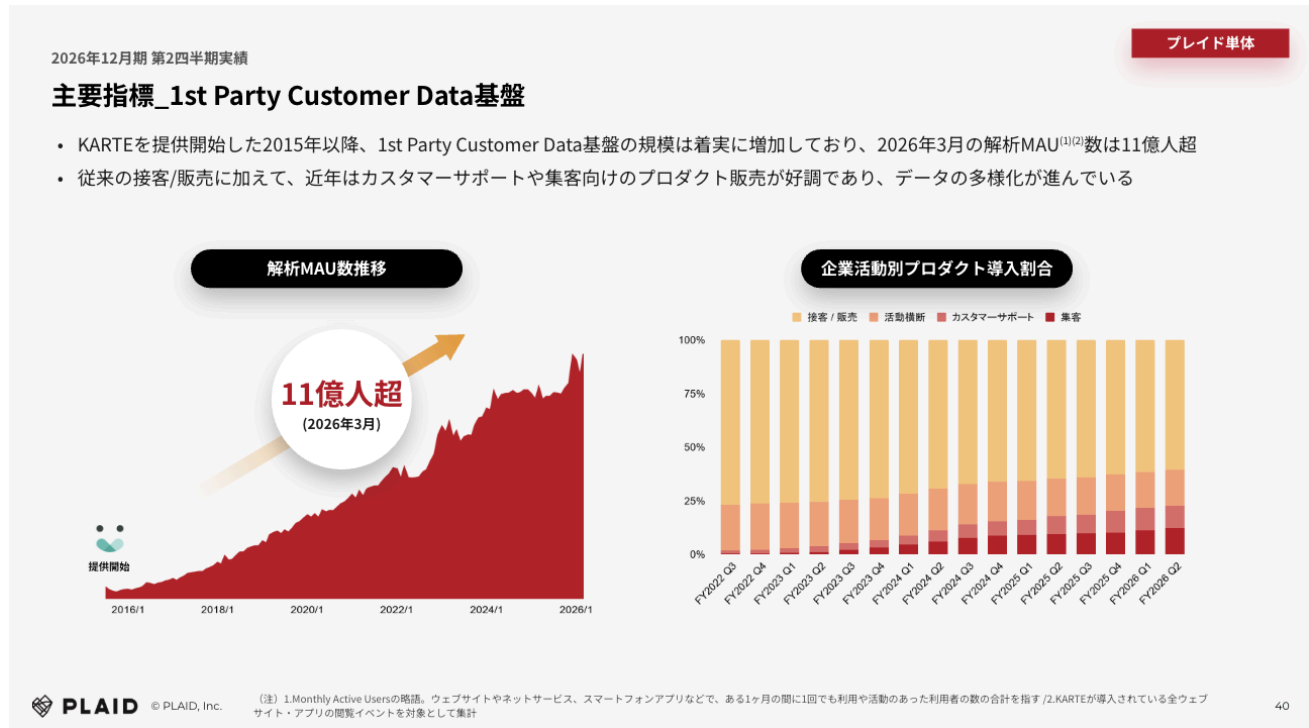 2026年12月期 第2四半期実績
プレイド単体
主要指標_1st Party Customer Data基盤
• KARTEを提供開始した2015年以降、1st Party Customer Data基盤の規模は着実に増加しており、2026年3月の解析MAU(1)(2)数は11億人超
• 従来の接客/販売に加えて、近年はカスタマーサポートや集客向けのプロダクト販売が好調であり、データの多様化が進んでいる
解析MAU数推移
11億人超
(2026年3月)
提供開始
2016/1 2018/1 2020/1 2022/1 2024/1 2026/1
企業活動別プロダクト導入割合
接客 / 販売 活動横断 カスタマーサポート 集客
100%
75%
50%
25%
0%
FY2022 Q3 FY2022 Q4 FY2023 Q1 FY2023 Q2 FY2023 Q3 FY2023 Q4 FY2024 Q1 FY2024 Q2 FY2024 Q3 FY2024 Q4 FY2025 Q1 FY2025 Q2 FY2025 Q3 FY2025 Q4 FY2026 Q1 FY2026 Q2
PLAID © PLAID, Inc.
（注）1.Monthly Active Usersの略語。ウェブサイトやネットサービス、スマートフォンアプリなどで、ある1ヶ月の間に1回でも利用や活動のあった利用者の数の合計を指す /2.KARTEが導入されている全ウェブ
サイト・アプリの閲覧イベントを対象として集計
40